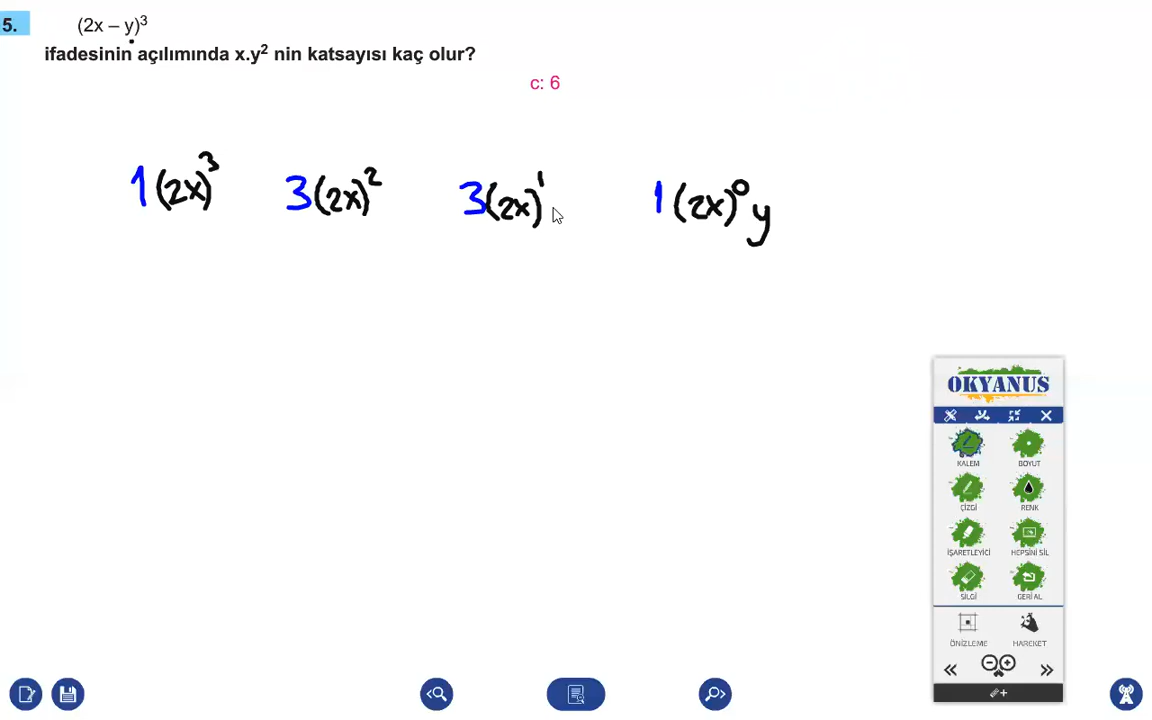 5. (2x – y)³
ifadesinin açılımında x.y² nin katsayısı kaç olur?
c: 6
1(2x)³ 3(2x)² 3(2x)¹ 1(2x)⁰y
OKYANUS
KALEM BOYUT
ÇİZGİ RENK
İŞARETLEYİCİ HEPSİNİ SİL
SİLGİ GERİ AL
ÖNİZLEME HAREKET